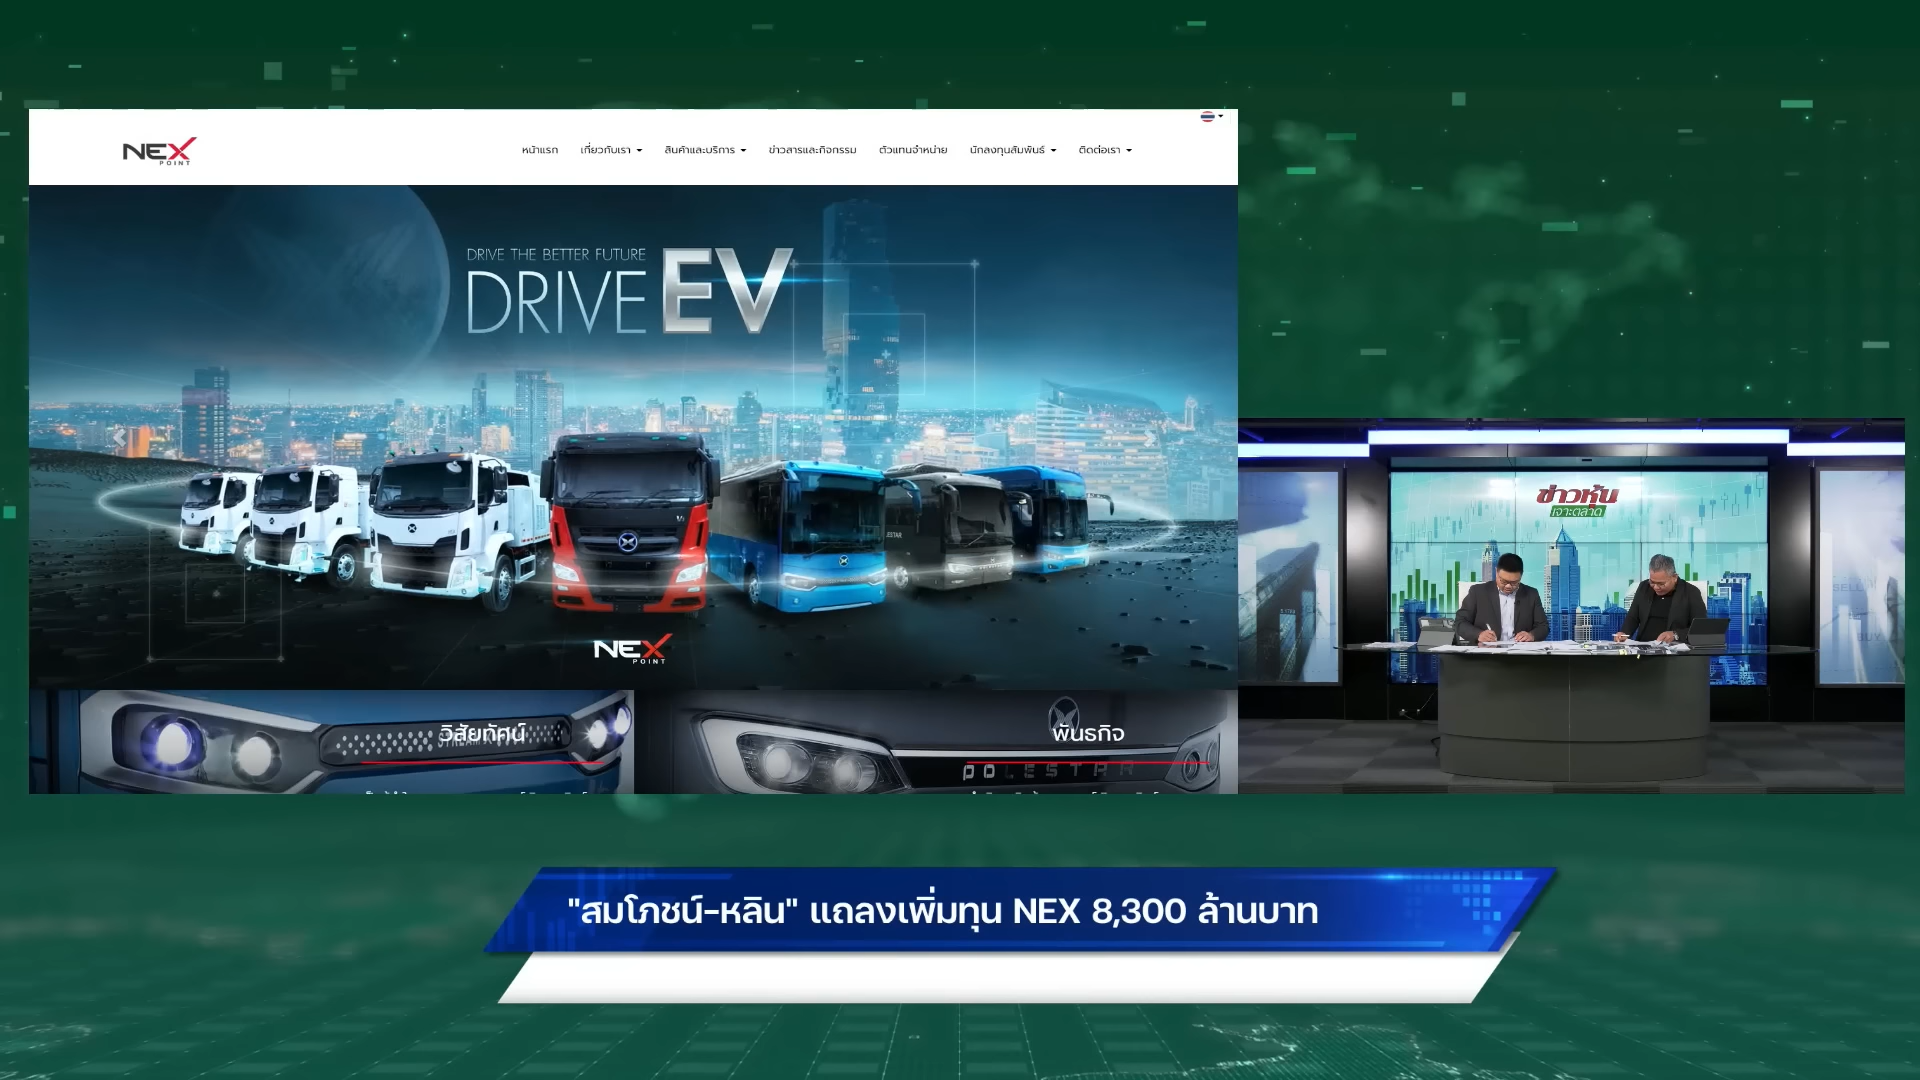 NEX
POINT
หน้าแรก เกี่ยวกับเรา สินค้าและบริการ ข่าวสารและกิจกรรม ตัวแทนจำหน่าย นักลงทุนสัมพันธ์ ติดต่อเรา
DRIVE THE BETTER FUTURE
DRIVE EV
NEX
POINT
วิสัยทัศน์
พันธกิจ
POLESTAR
ข่าวหุ้น
เจาะตลาด
SELL
BUY
"สมโภชน์-หลิน" แถลงเพิ่มทุน NEX 8,300 ล้านบาท